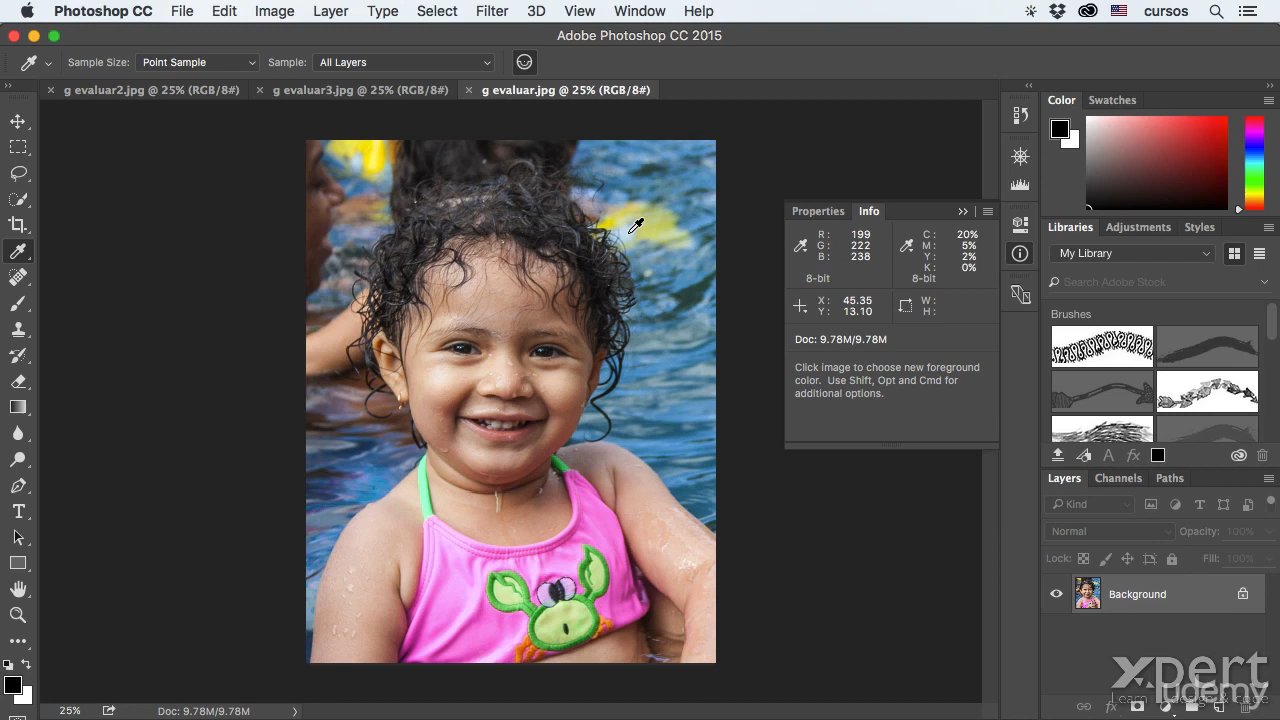 Photoshop CC File Edit Image Layer Type Select Filter 3D View Window Help cursos
Adobe Photoshop CC 2015
Sample Size: Point Sample Sample: All Layers
× g evaluar2.jpg @ 25% (RGB/8#) × g evaluar3.jpg @ 25% (RGB/8#) × g evaluar.jpg @ 25% (RGB/8#)
Color Swatches
Properties Info
R: 199 C: 20%
G: 222 M: 5%
B: 238 Y: 2%
K: 0%
8-bit 8-bit
X: 45.35 W:
Y: 13.10 H:
Doc: 9.78M/9.78M
Click image to choose new foreground
color. Use Shift, Opt and Cmd for
additional options.
Libraries Adjustments Styles
My Library
Search Adobe Stock
Brushes
Layers Channels Paths
Kind
Normal Opacity: 100%
Lock: Fill: 100%
Background
xpert
Learn design & code
udemy
25% Doc: 9.78M/9.78M